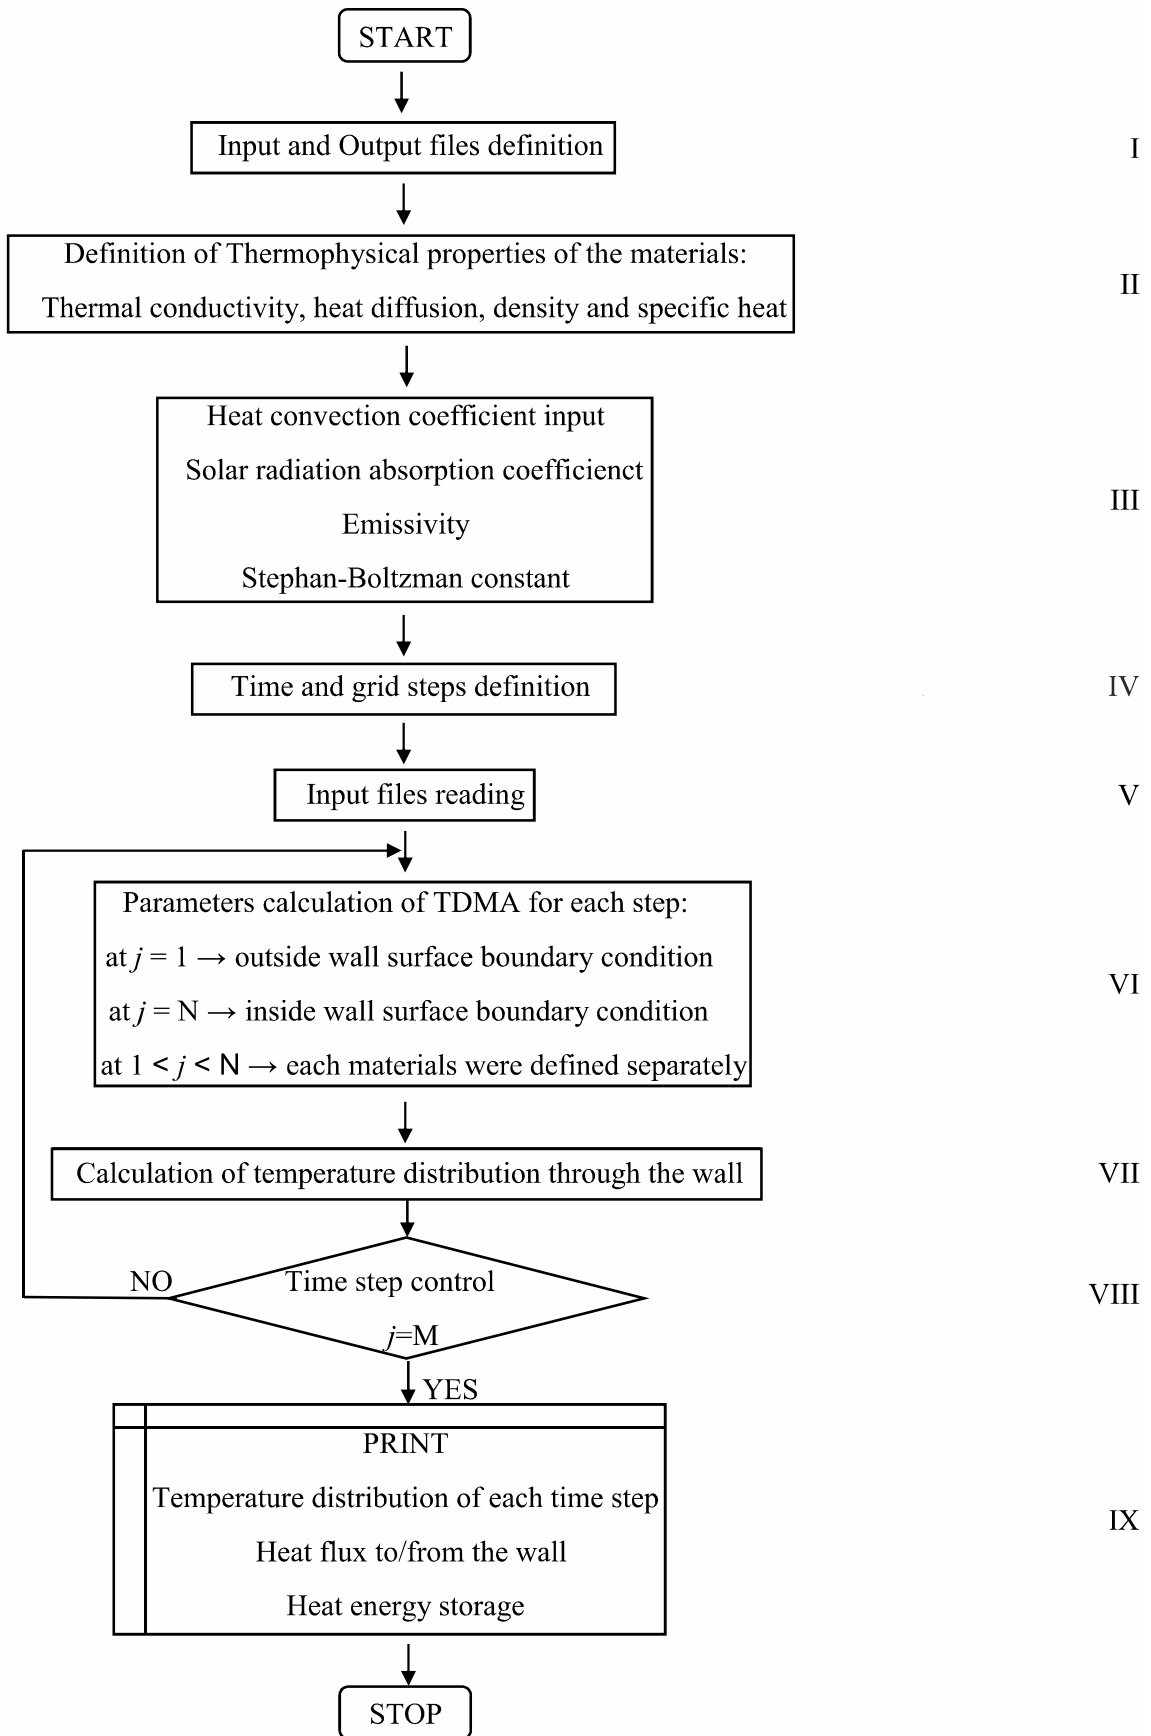 START
Input and Output files definition
I
Definition of Thermophysical properties of the materials:
Thermal conductivity, heat diffusion, density and specific heat
II
Heat convection coefficient input
Solar radiation absorption coefficienct
Emissivity
Stephan-Boltzman constant
III
Time and grid steps definition
IV
Input files reading
V
Parameters calculation of TDMA for each step:
at j = 1 → outside wall surface boundary condition
at j = N → inside wall surface boundary condition
at 1 < j < N → each materials were defined separately
VI
Calculation of temperature distribution through the wall
VII
NO
Time step control
j=M
VIII
YES
PRINT
Temperature distribution of each time step
Heat flux to/from the wall
Heat energy storage
IX
STOP